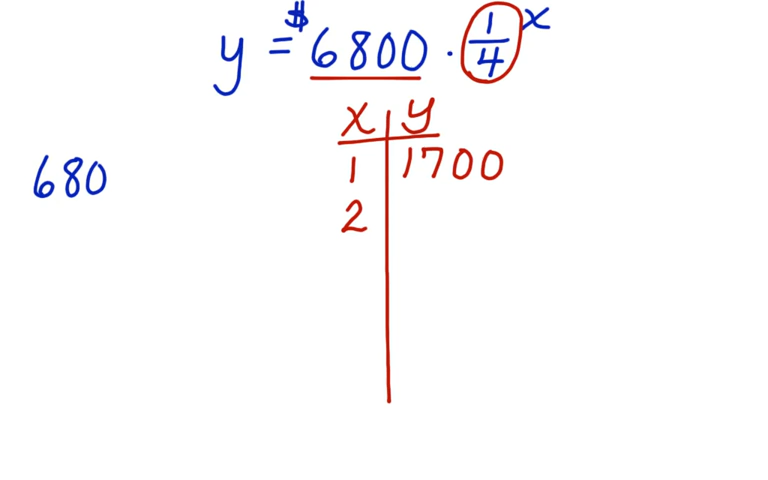 y = $6800 · 1/4^x
x y
1 1700
680
2